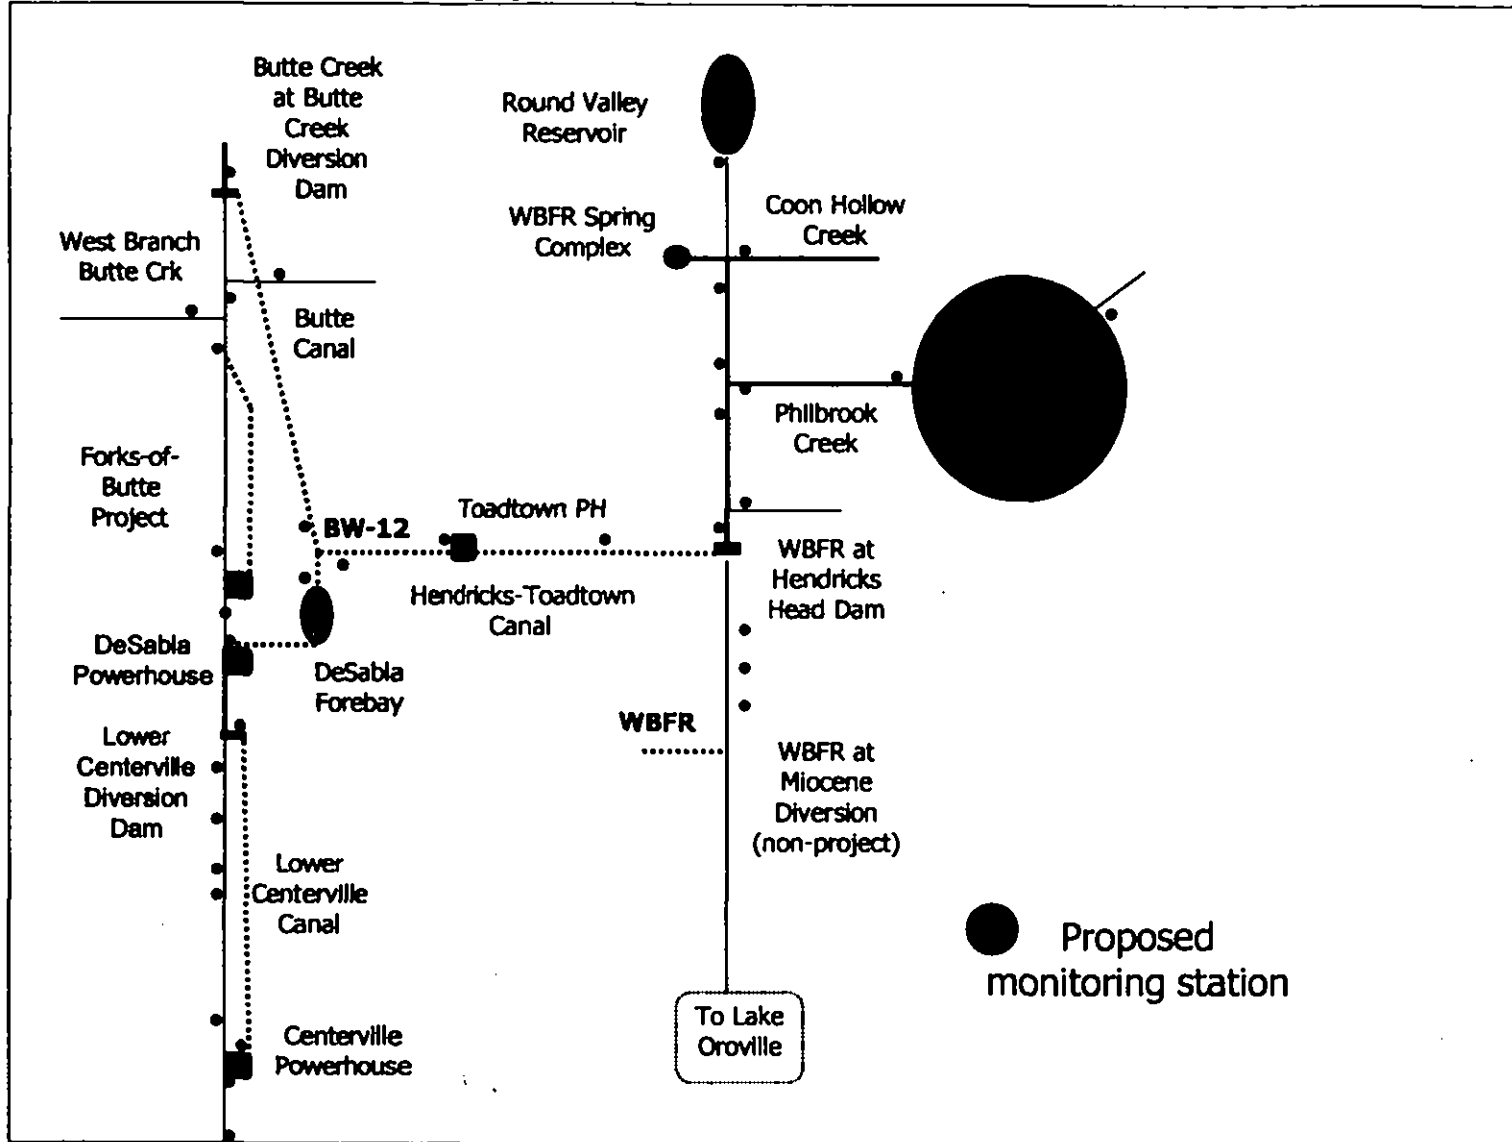 Butte Creek
at Butte
Creek
Diversion
Dam
Round Valley
Reservoir
West Branch
Butte Crk
WBFR Spring
Complex
Coon Hollow
Creek
Butte
Canal
Philbrook
Creek
Forks-of-
Butte
Project
BW-12
Toadtown PH
Hendricks-Toadtown
Canal
WBFR at
Hendricks
Head Dam
DeSabla
Powerhouse
DeSabla
Forebay
WBFR
Lower
Centerville
Diversion
Dam
WBFR at
Miocene
Diversion
(non-project)
Lower
Centerville
Canal
Proposed
monitoring station
To Lake
Oroville
Centerville
Powerhouse